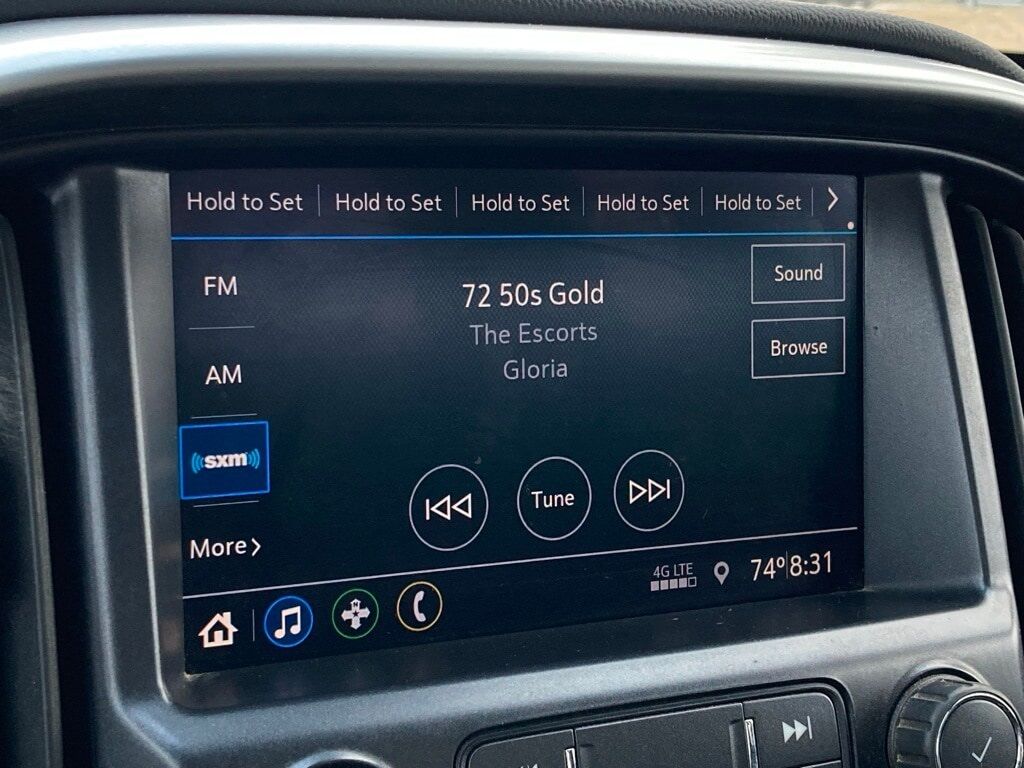 Hold to Set Hold to Set Hold to Set Hold to Set Hold to Set
FM
72 50s Gold
The Escorts
Gloria
Sound
Browse
AM
sxm
More
Tune
4G LTE
74° 8:31